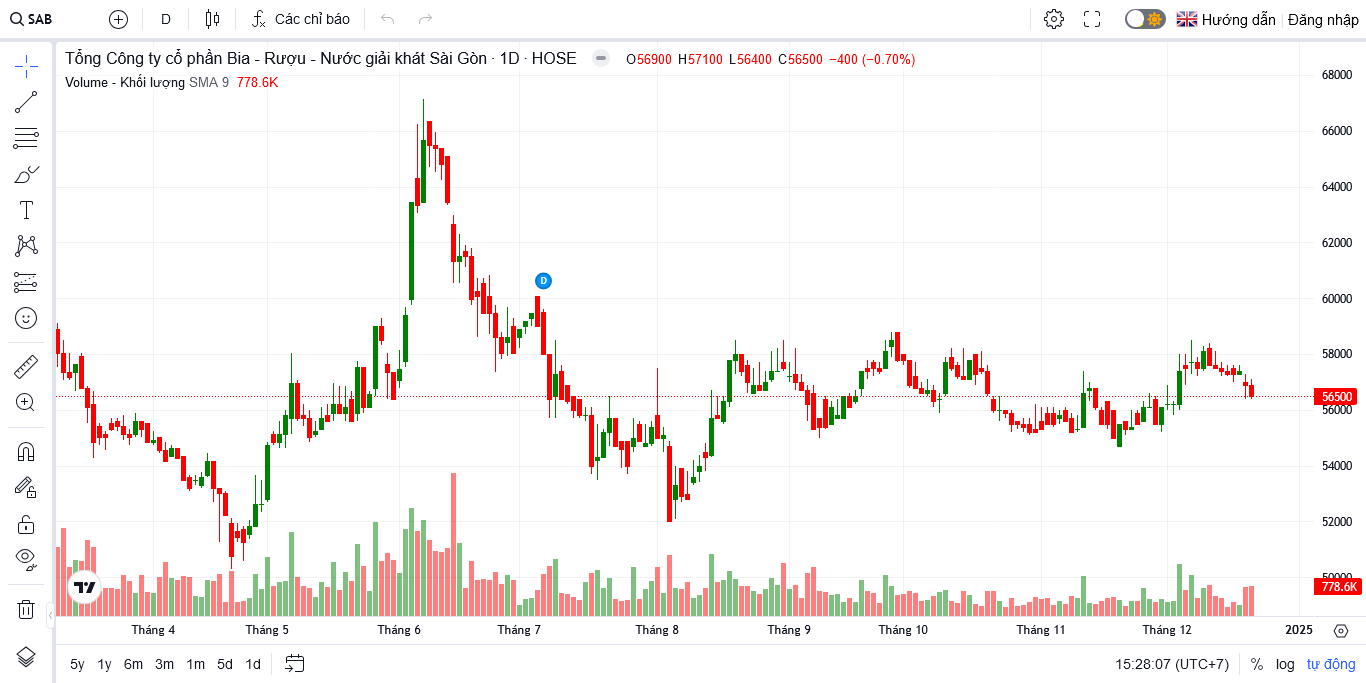 SAB D Các chỉ báo Hướng dẫn Đăng nhập
Tổng Công ty cổ phần Bia - Rượu - Nước giải khát Sài Gòn · 1D · HOSE O56900 H57100 L56400 C56500 −400 (−0.70%)
Volume - Khối lượng SMA 9 778.6K
68000
66000
64000
62000
60000
D
58000
56500
56000
54000
52000
50000
778.6K
Tháng 4 Tháng 5 Tháng 6 Tháng 7 Tháng 8 Tháng 9 Tháng 10 Tháng 11 Tháng 12 2025
5y 1y 6m 3m 1m 5d 1d 15:28:07 (UTC+7) % log tự động